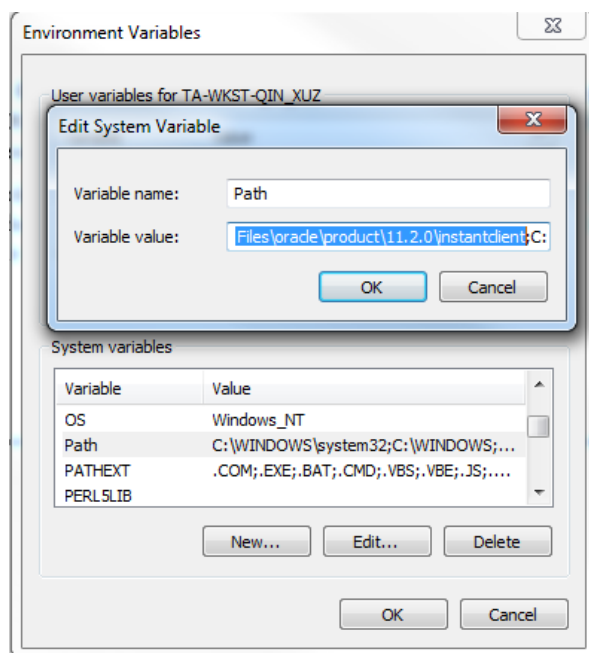 Environment Variables
User variables for TA-WKST-QIN_XUZ
Edit System Variable
Variable name: Path
Variable value: Files\oracle\product\11.2.0\instantclient;C:
OK Cancel
System variables
Variable Value
OS Windows_NT
Path C:\WINDOWS\system32;C:\WINDOWS;...
PATHEXT .COM;.EXE;.BAT;.CMD;.VBS;.VBE;.JS;....
PERL5LIB
New... Edit... Delete
OK Cancel